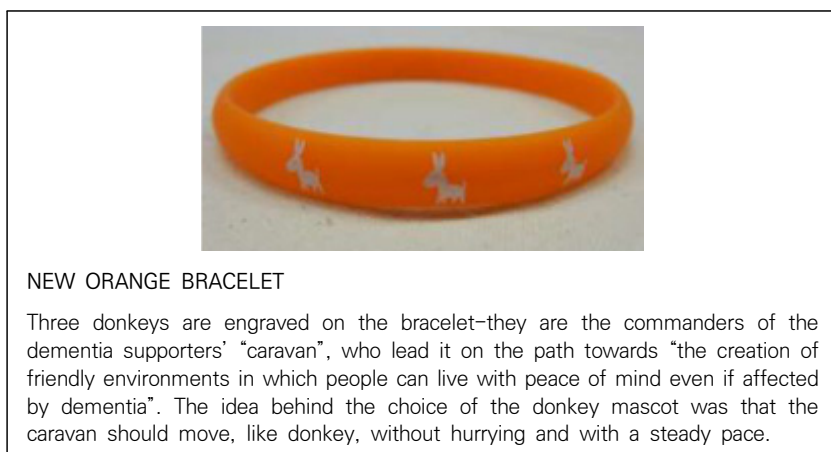 NEW ORANGE BRACELET
Three donkeys are engraved on the bracelet-they are the commanders of the
dementia supporters’ “caravan”, who lead it on the path towards “the creation of
friendly environments in which people can live with peace of mind even if affected
by dementia”. The idea behind the choice of the donkey mascot was that the
caravan should move, like donkey, without hurrying and with a steady pace.